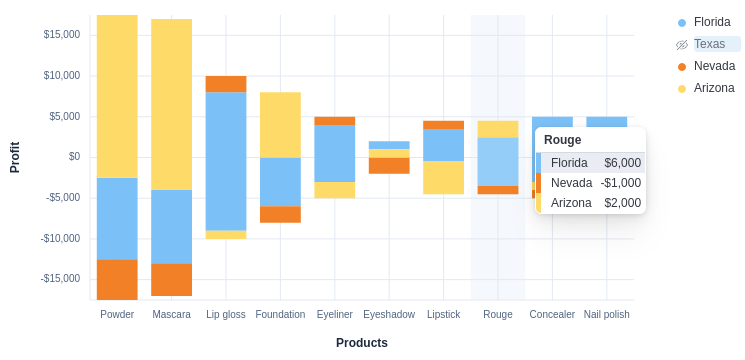 Profit
$15,000
$10,000
$5,000
$0
-$5,000
-$10,000
-$15,000
Powder
Mascara
Lip gloss
Foundation
Eyeliner
Eyeshadow
Lipstick
Rouge
Concealer
Nail polish
Products
Rouge
Florida $6,000
Nevada -$1,000
Arizona $2,000
Florida
Texas
Nevada
Arizona